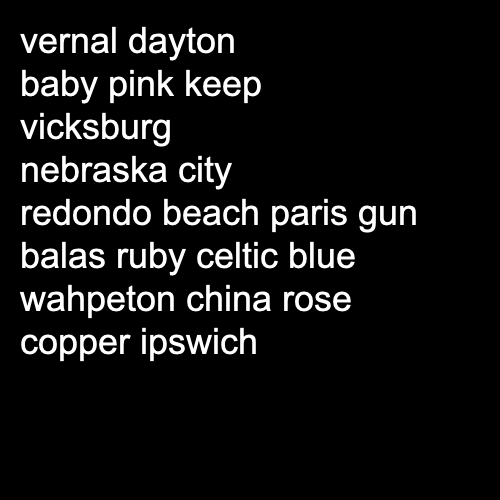 vernal dayton
baby pink keep
vicksburg
nebraska city
redondo beach paris gun
balas ruby celtic blue
wahpeton china rose
copper ipswich